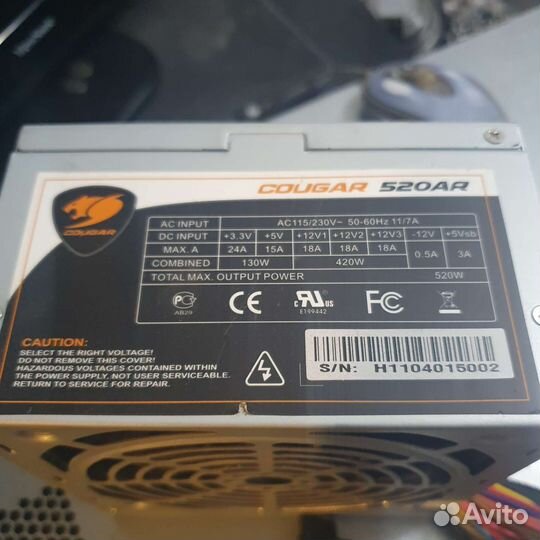 COUGAR 520AR
COUGAR
AC INPUT AC115/230V~ 50-60Hz 11/7A
DC INPUT +3.3V +5V +12V1 +12V2 +12V3 -12V +5Vsb
MAX. A 24A 15A 18A 18A 18A 0.5A 3A
COMBINED 130W 420W
TOTAL MAX. OUTPUT POWER 520W
AB29
CE
c RU us
E199442
FC
CAUTION:
SELECT THE RIGHT VOLTAGE!
DO NOT REMOVE THIS COVER!
HAZARDOUS VOLTAGES CONTAINED WITHIN
THE POWER SUPPLY, NOT USER SERVICEABLE.
RETURN TO SERVICE FOR REPAIR.
S/N: H1104015002
Avito